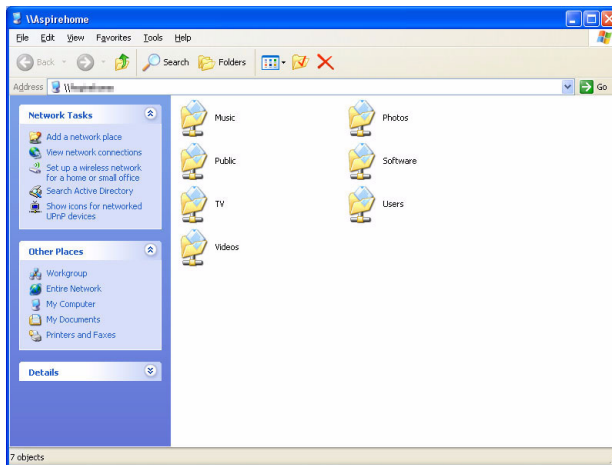 \\Aspirehome
File Edit View Favorites Tools Help
Back Search Folders
Address \\ Go
Network Tasks
Add a network place
View network connections
Set up a wireless network
for a home or small office
Search Active Directory
Show icons for networked
UPnP devices
Other Places
Workgroup
Entire Network
My Computer
My Documents
Printers and Faxes
Details
Music Photos
Public Software
TV Users
Videos
7 objects